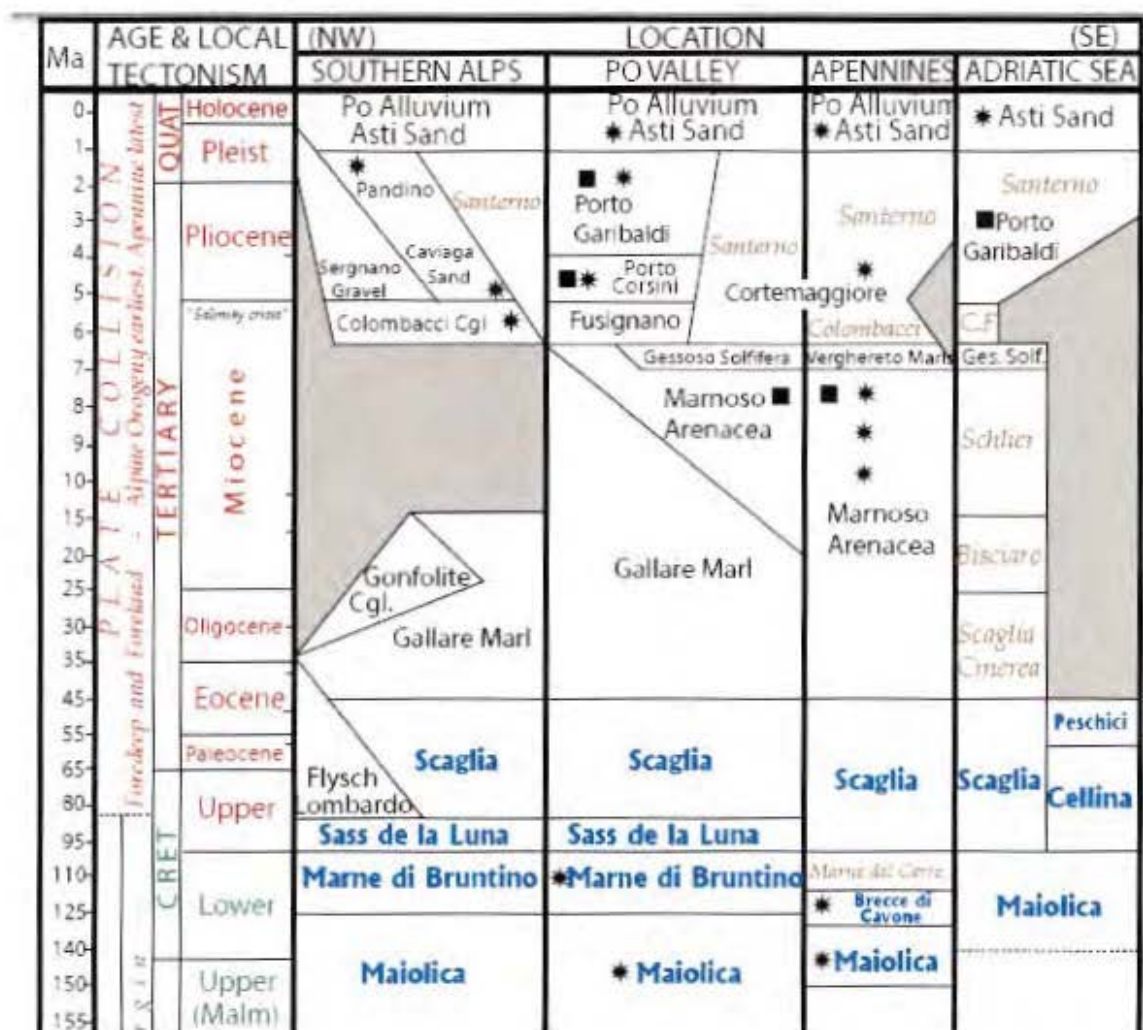 Ma
AGE & LOCAL TECTONISM
(NW) LOCATION (SE)
SOUTHERN ALPS PO VALLEY APENNINES ADRIATIC SEA
0
1
2
3
4
5
6
7
8
9
10
15
20
25
30
35
45
55
65
80
95
110
125
140
150
155
PLATE COLLISION
Foredeep and Foreland - Alpine Orogeny earliest, Apennine latest
QUAT
TERTIARY
CRET
Holocene
Pleist
Pliocene
"Salinity crisis"
Miocene
Oligocene
Eocene
Paleocene
Upper
Lower
Upper
(Malm)
Po Alluvium
Asti Sand
Pandino
Santerno
Caviaga
Sand
Sergnano
Gravel
Colombacci Cgl
Gonfolite
Cgl.
Gallare Marl
Scaglia
Flysch
Lombardo
Sass de la Luna
Marne di Bruntino
Maiolica
Po Alluvium
Asti Sand
Porto
Garibaldi
Santerno
Porto
Corsini
Fusignano
Gessoso Solfifera
Marnoso
Arenacea
Gallare Marl
Scaglia
Sass de la Luna
Marne di Bruntino
Maiolica
Po Alluvium
Asti Sand
Santerno
Cortemaggiore
Colombacci
Verghereto Marls
Marnoso
Arenacea
Scaglia
Marne del Cerre
Brecce di
Cavone
Maiolica
Asti Sand
Santerno
Porto
Garibaldi
C.F
Ges. Solf.
Schlier
Bisciaro
Scaglia
Cinerea
Peschici
Scaglia
Cellina
Maiolica